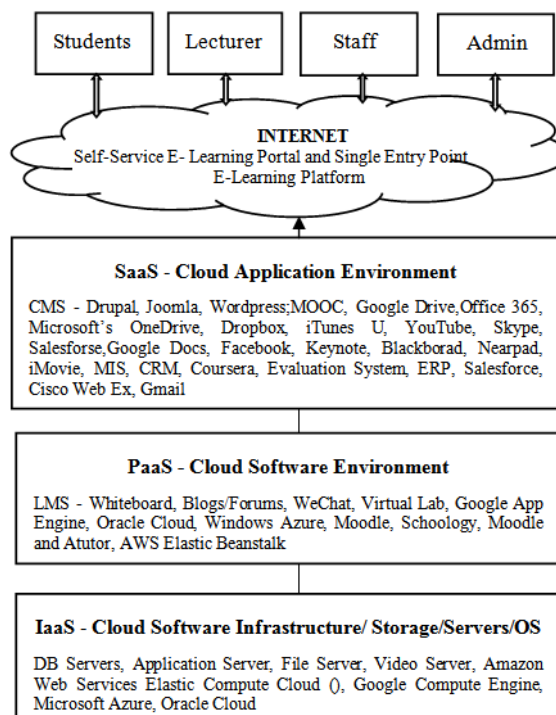 Students
Lecturer
Staff
Admin
INTERNET
Self-Service E- Learning Portal and Single Entry Point
E-Learning Platform
SaaS - Cloud Application Environment
CMS - Drupal, Joomla, Wordpress;MOOC, Google Drive,Office 365,
Microsoft's OneDrive, Dropbox, iTunes U, YouTube, Skype,
Salesforse,Google Docs, Facebook, Keynote, Blackborad, Nearpad,
iMovie, MIS, CRM, Coursera, Evaluation System, ERP, Salesforce,
Cisco Web Ex, Gmail
PaaS - Cloud Software Environment
LMS - Whiteboard, Blogs/Forums, WeChat, Virtual Lab, Google App
Engine, Oracle Cloud, Windows Azure, Moodle, Schoology, Moodle
and Atutor, AWS Elastic Beanstalk
IaaS - Cloud Software Infrastructure/ Storage/Servers/OS
DB Servers, Application Server, File Server, Video Server, Amazon
Web Services Elastic Compute Cloud (), Google Compute Engine,
Microsoft Azure, Oracle Cloud